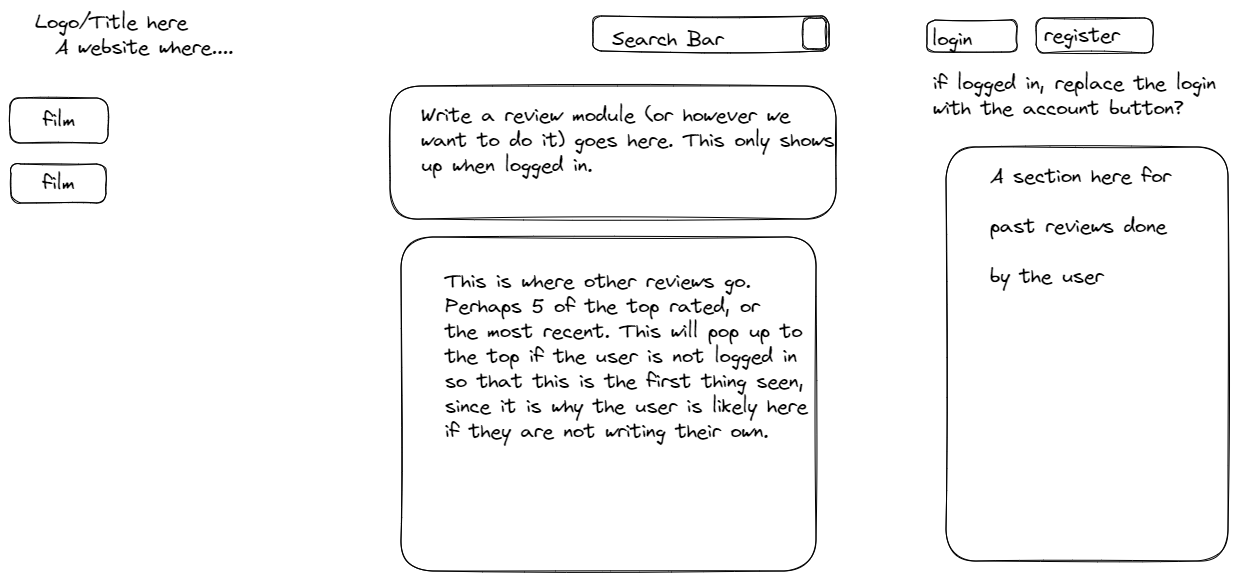 Logo/Title here
A website where....
Search Bar
login
register
if logged in, replace the login
with the account button?
film
film
Write a review module (or however we
want to do it) goes here. This only shows
up when logged in.
This is where other reviews go.
Perhaps 5 of the top rated, or
the most recent. This will pop up to
the top if the user is not logged in
so that this is the first thing seen,
since it is why the user is likely here
if they are not writing their own.
A section here for
past reviews done
by the user